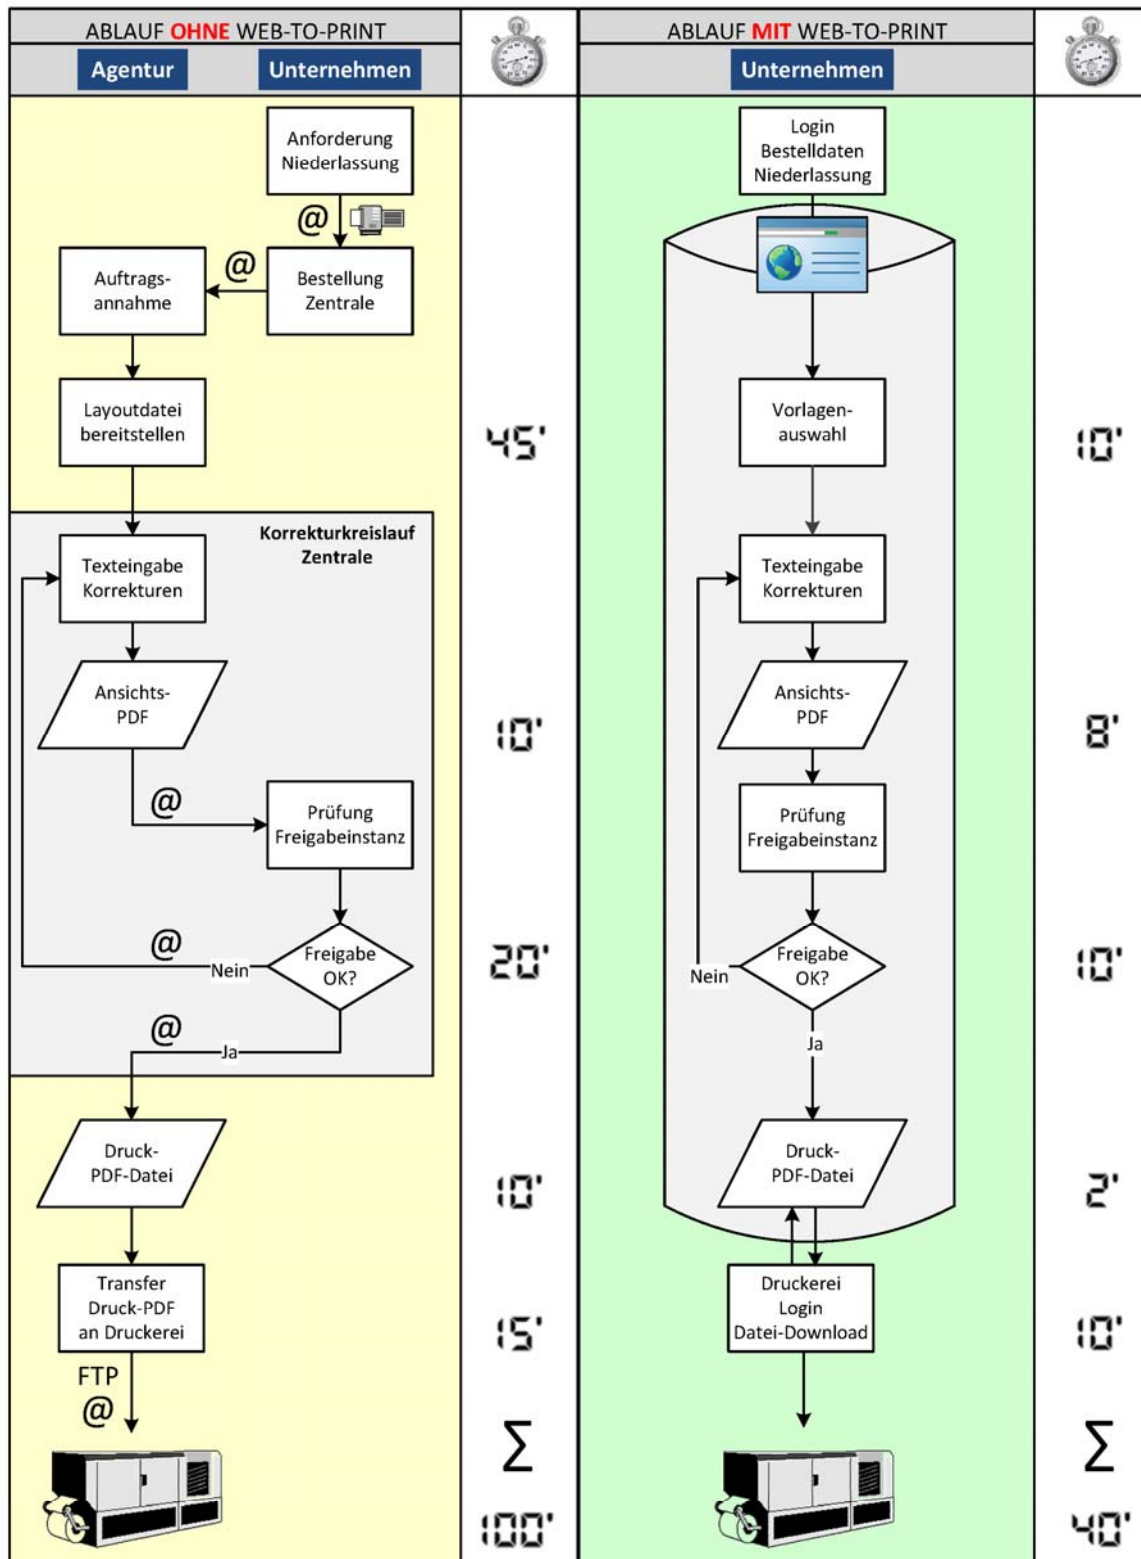 ABLAUF OHNE WEB-TO-PRINT
Agentur
Unternehmen
Anforderung
Niederlassung
@
Bestellung
Zentrale
@
Auftrags-
annahme
Layoutdatei
bereitstellen
45'
Korrekturkreislauf
Zentrale
Texteingabe
Korrekturen
Ansichts-
PDF
10'
@
Prüfung
Freigabeinstanz
Freigabe
OK?
@
Nein
20'
@
Ja
Druck-
PDF-Datei
10'
Transfer
Druck-PDF
an Druckerei
15'
FTP
@
Σ
100'
ABLAUF MIT WEB-TO-PRINT
Unternehmen
Login
Bestelldaten
Niederlassung
Vorlagen-
auswahl
10'
Texteingabe
Korrekturen
Ansichts-
PDF
8'
Prüfung
Freigabeinstanz
Freigabe
OK?
Nein
10'
Ja
Druck-
PDF-Datei
2'
Druckerei
Login
Datei-Download
10'
Σ
40'